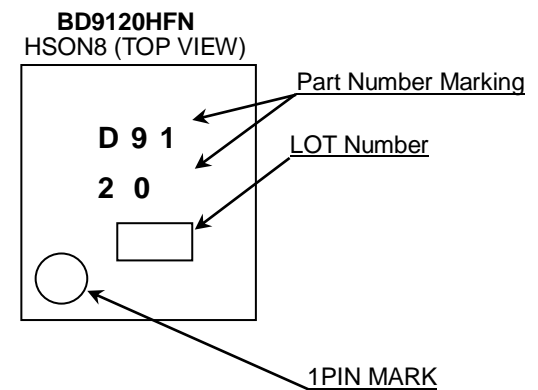 BD9120HFN
HSON8 (TOP VIEW)
Part Number Marking
D 9 1
LOT Number
2 0
1PIN MARK